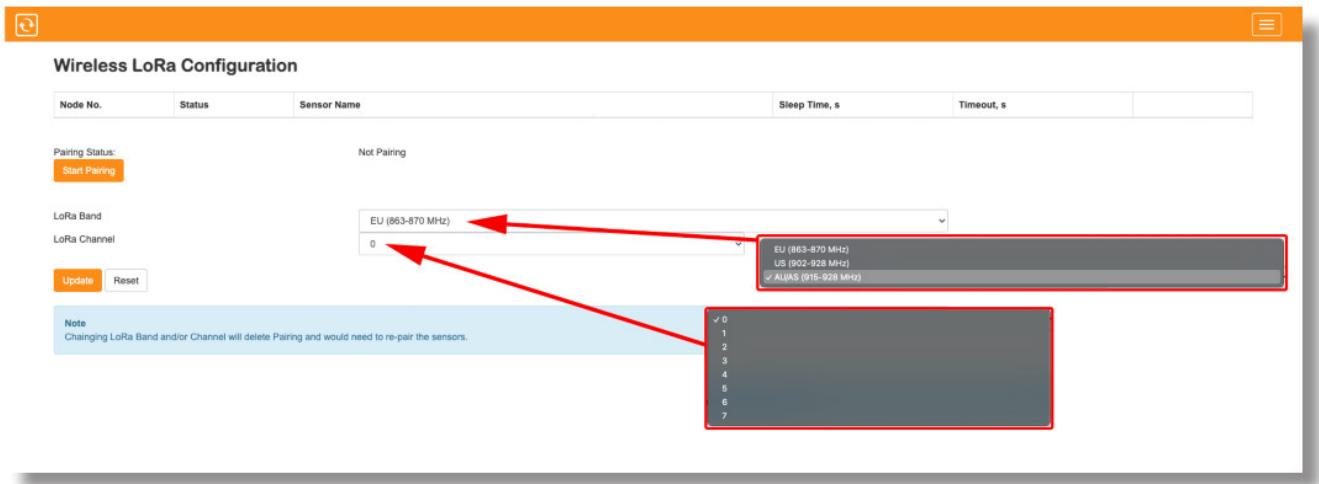 Wireless LoRa Configuration
Node No. Status Sensor Name Sleep Time, s Timeout, s
Pairing Status: Not Pairing
Start Pairing
LoRa Band EU (863-870 MHz)
LoRa Channel 0
EU (863-870 MHz)
US (902-928 MHz)
✓ AU/AS (915-928 MHz)
Update Reset
Note
Chainging LoRa Band and/or Channel will delete Pairing and would need to re-pair the sensors.
✓ 0
1
2
3
4
5
6
7